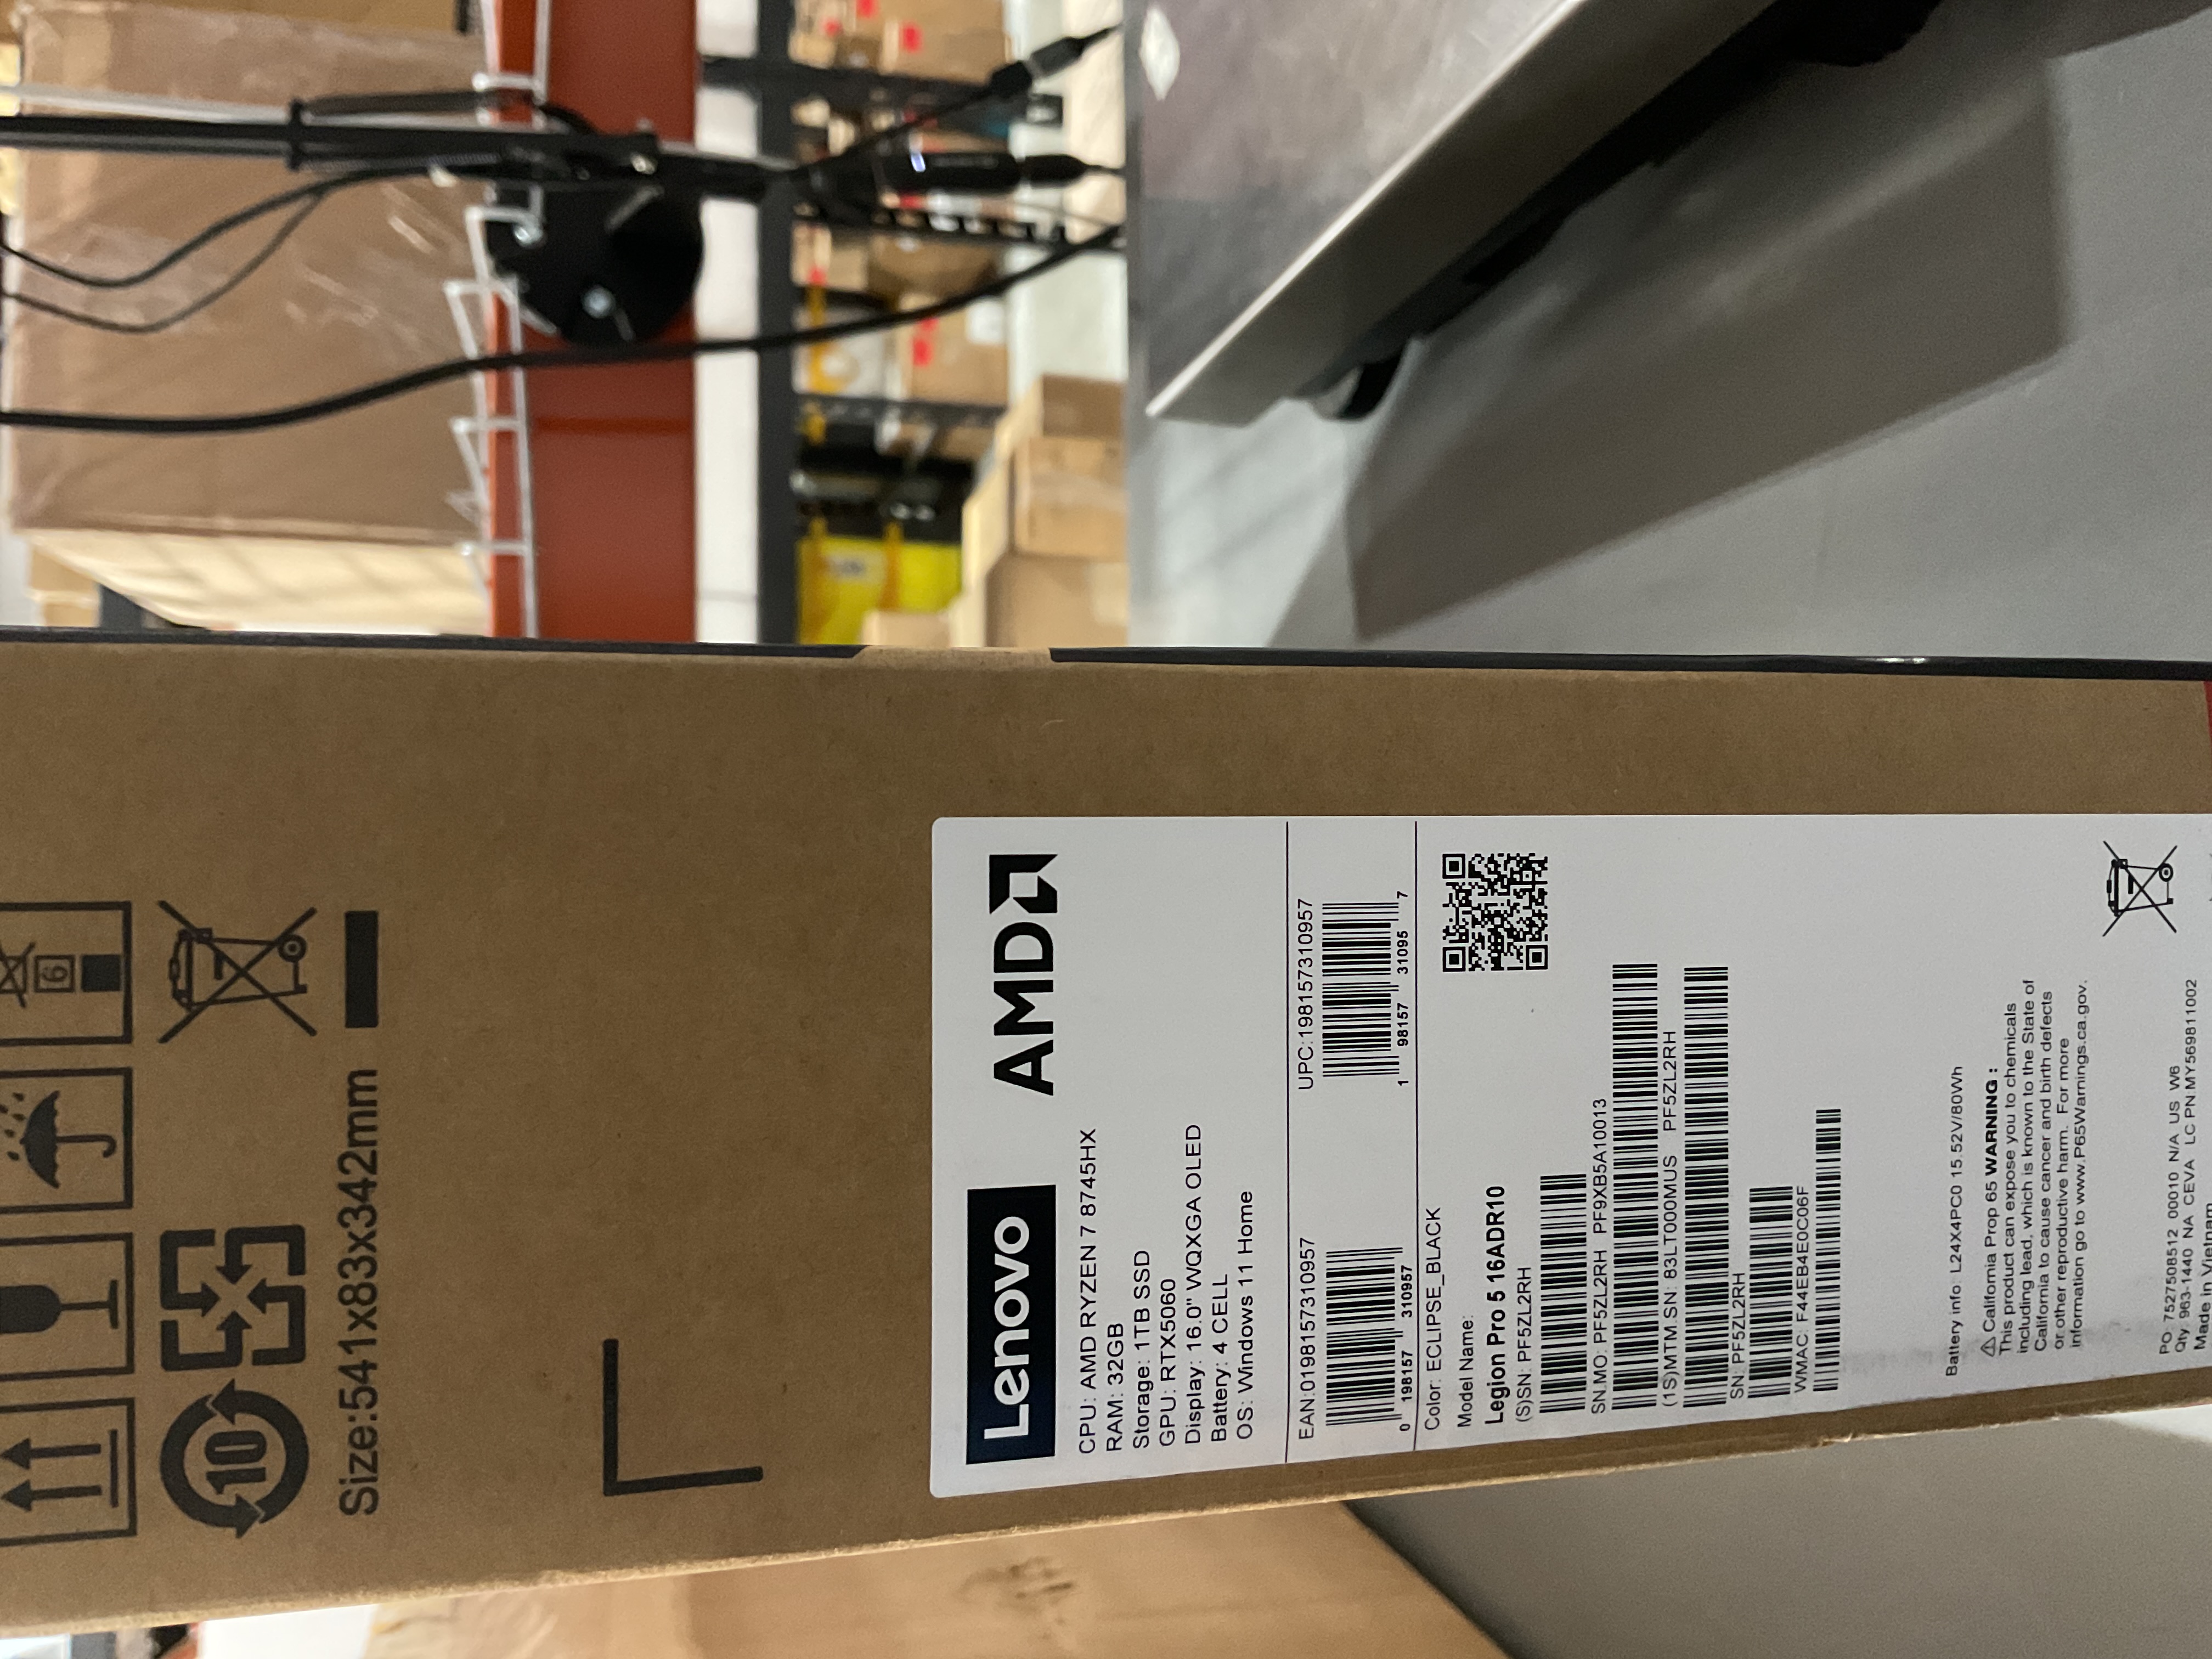 Size:541x83x342mm
10
6
Lenovo
AMD
CPU: AMD RYZEN 7 8745HX
RAM: 32GB
Storage: 1TB SSD
GPU: RTX5060
Display: 16.0" WQXGA OLED
Battery: 4 CELL
OS: Windows 11 Home
EAN:0198157310957
UPC:198157310957
0 198157 310957
1 98157 31095 7
Color: ECLIPSE_BLACK
Model Name:
Legion Pro 5 16ADR10
(S)SN: PF5ZL2RH
SN.MO: PF5ZL2RH PF9XB5A10013
(1S)MTM.SN: 83LT000MUS PF5ZL2RH
SN:PF5ZL2RH
WMAC: F44EB4E0C06F
Battery info: L24X4PC0 15.52V/80Wh
⚠California Prop 65 WARNING :
This product can expose you to chemicals
including lead, which is known to the State of
California to cause cancer and birth defects
or other reproductive harm. For more
information go to www.P65Warnings.ca.gov.
PO: 7527508512 00010 N/A US W6
Qty: 963-1440 NA CEVA LC PN:MY569811002
Made in Vietnam